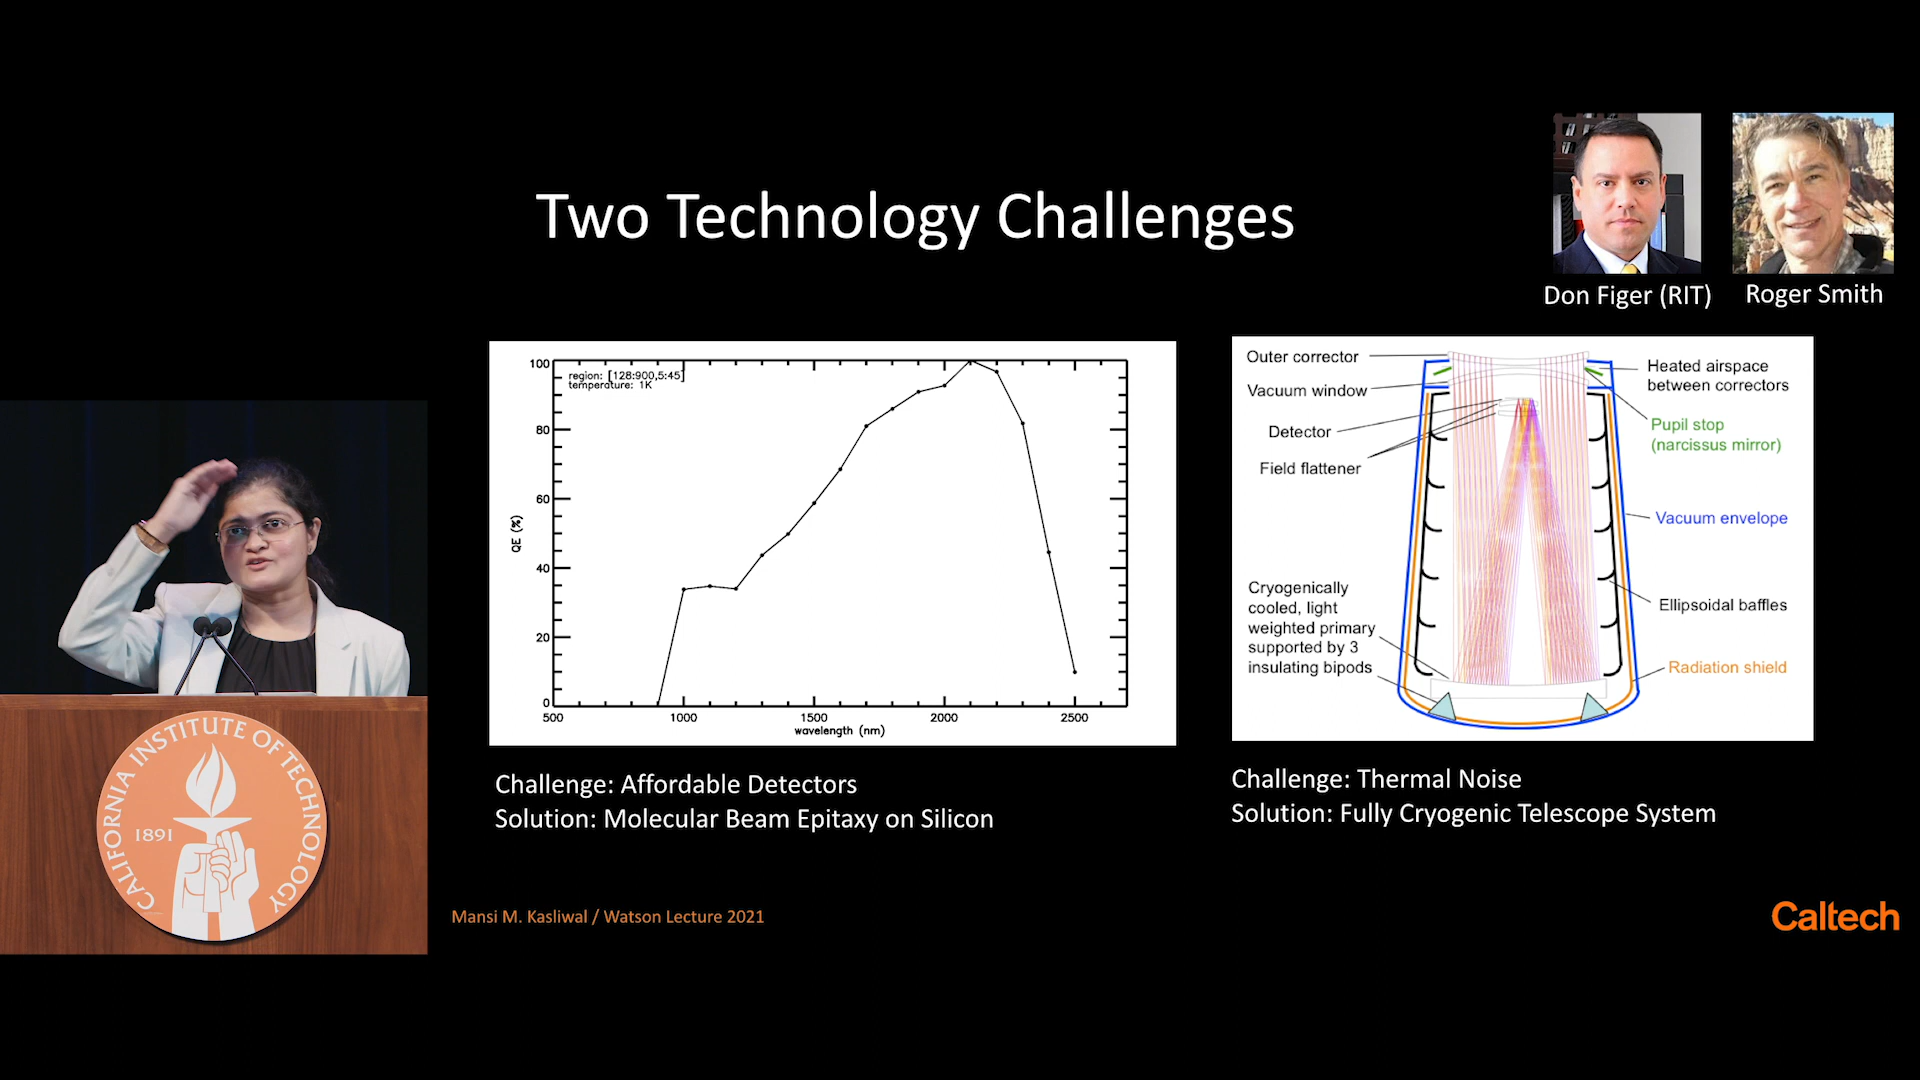 Two Technology Challenges
Don Figer (RIT)
Roger Smith
region: [128:900,5:45]
temperature: 1K
100
80
60
40
20
0
QE (%)
500
1000
1500
2000
2500
wavelength (nm)
Challenge: Affordable Detectors
Solution: Molecular Beam Epitaxy on Silicon
Outer corrector
Vacuum window
Detector
Field flattener
Cryogenically
cooled, light
weighted primary
supported by 3
insulating bipods
Heated airspace
between correctors
Pupil stop
(narcissus mirror)
Vacuum envelope
Ellipsoidal baffles
Radiation shield
Challenge: Thermal Noise
Solution: Fully Cryogenic Telescope System
CALIFORNIA INSTITUTE OF TECHNOLOGY
1891
Mansi M. Kasliwal / Watson Lecture 2021
Caltech